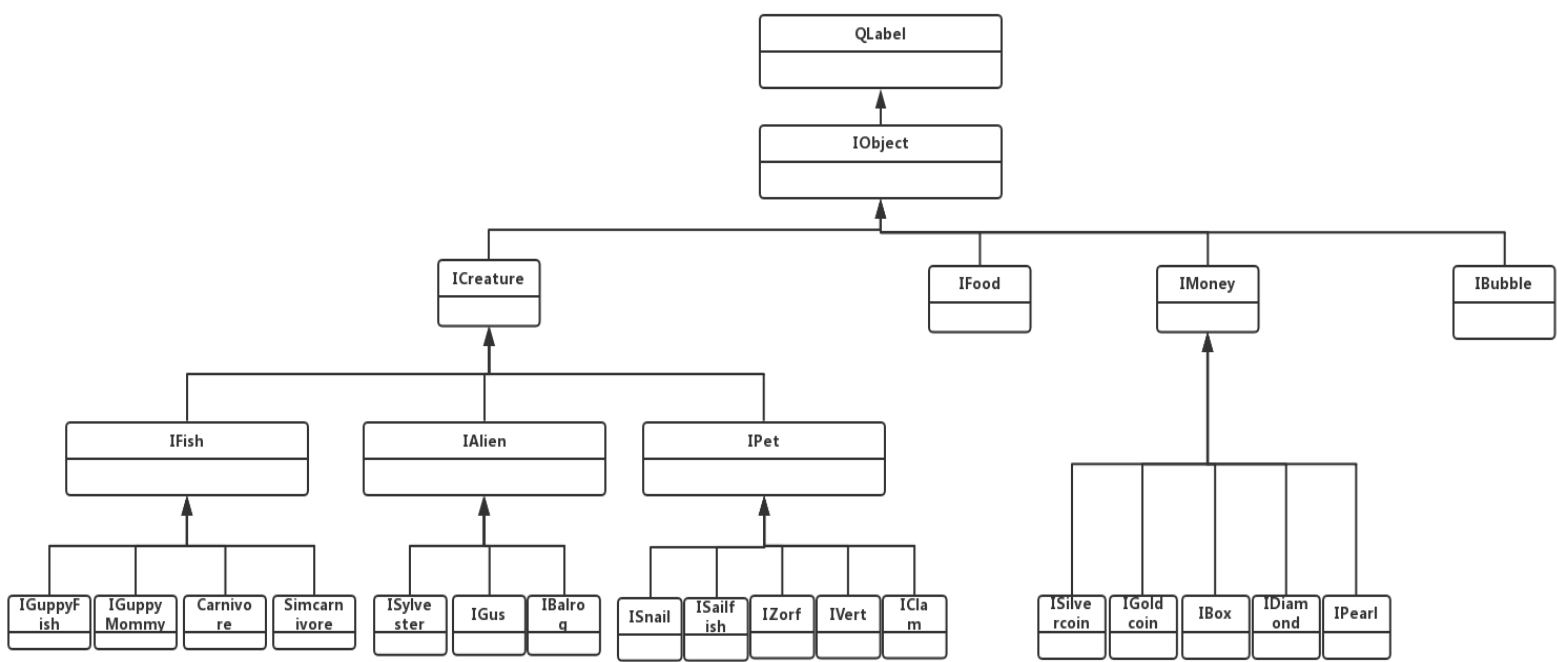 QLabel
IObject
ICreature
IFood
IMoney
IBubble
IFish
IAlien
IPet
IGuppyF
ish
IGuppy
Mommy
Carnivo
re
Simcarn
ivore
ISylve
ster
IGus
IBalro
g
ISnail
ISailf
ish
IZorf
IVert
ICla
m
ISilve
rcoin
IGold
coin
IBox
IDiam
ond
IPearl